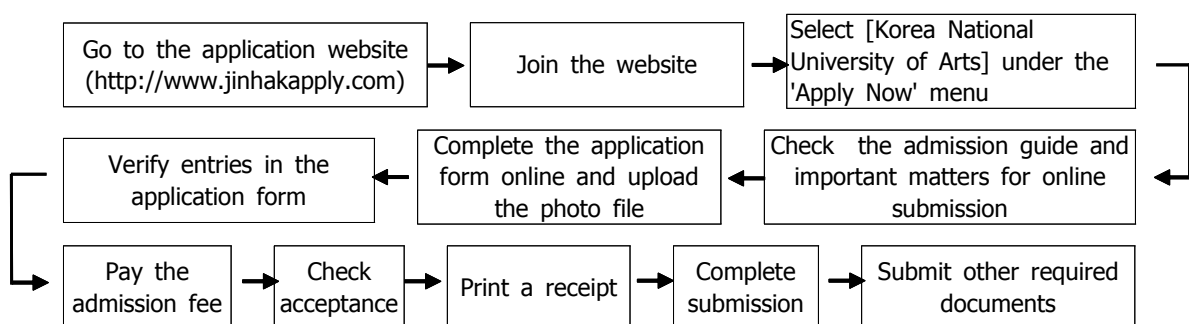 Go to the application website
(http://www.jinhakapply.com)
Join the website
Select [Korea National
University of Arts] under the
'Apply Now' menu
Check the admission guide and
important matters for online
submission
Complete the application
form online and upload
the photo file
Verify entries in the
application form
Pay the
admission fee
Check
acceptance
Print a receipt
Complete
submission
Submit other required
documents